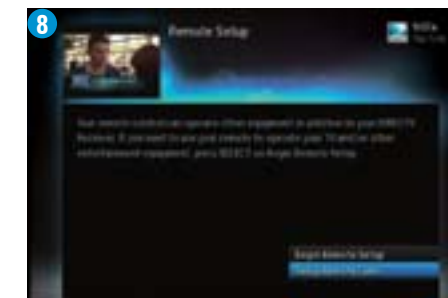 8
Remote Setup
Your remote control can operate other equipment in addition to your DIRECTV
Receiver. If you want to use your remote to operate your TV and/or other
entertainment equipment, press SELECT on Begin Remote Setup.
Begin Remote Setup